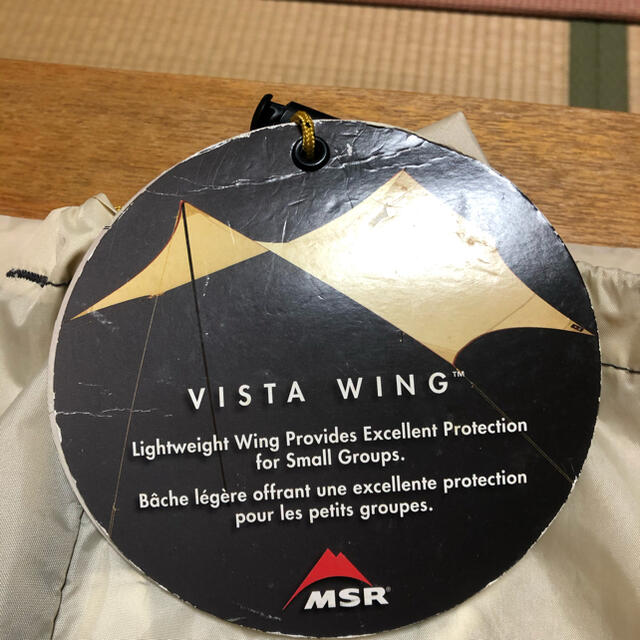 VISTA WING™
Lightweight Wing Provides Excellent Protection
for Small Groups.
Bâche légère offrant une excellente protection
pour les petits groupes.
MSR®